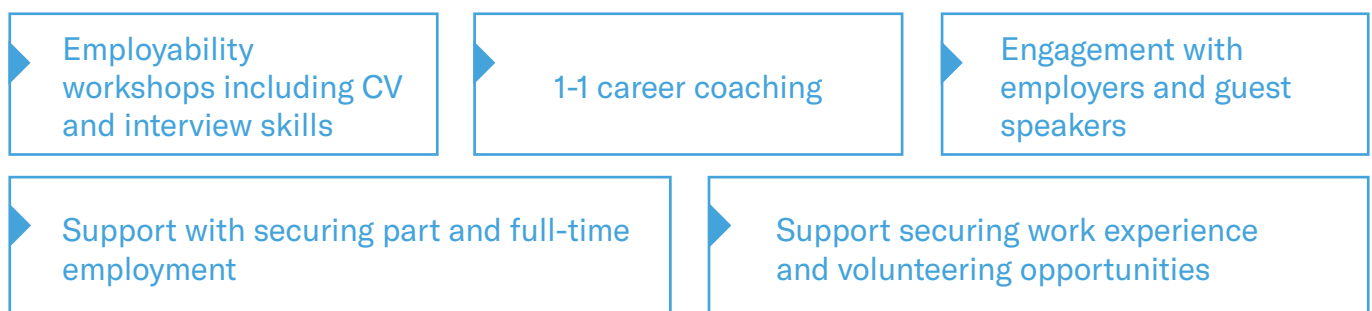 Employability
workshops including CV
and interview skills
1-1 career coaching
Engagement with
employers and guest
speakers
Support with securing part and full-time
employment
Support securing work experience
and volunteering opportunities